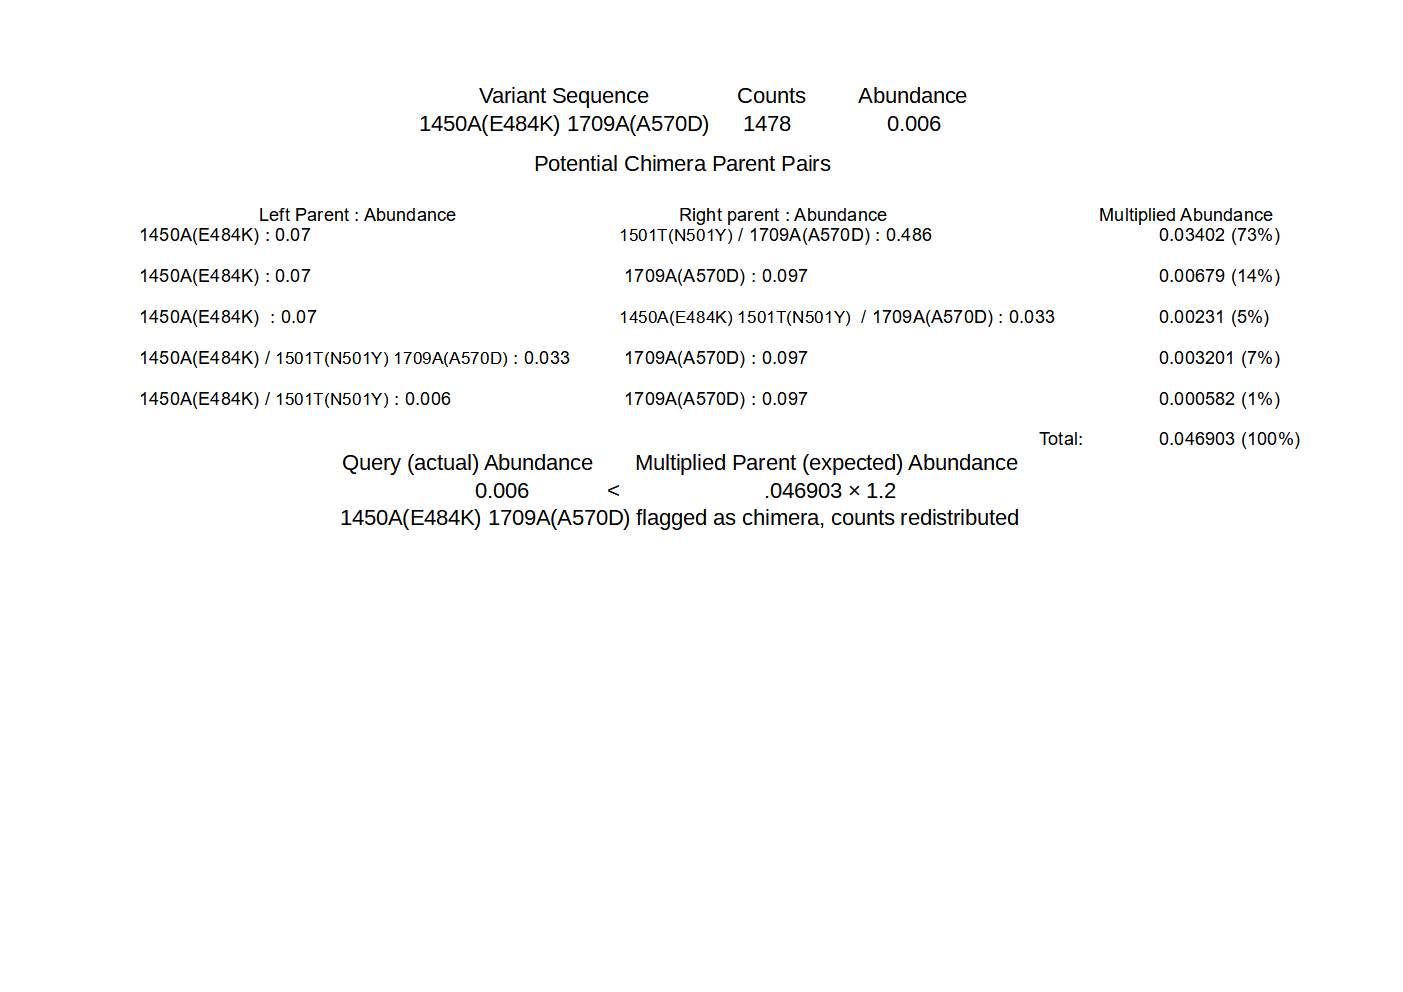 Variant Sequence Counts Abundance
1450A(E484K) 1709A(A570D) 1478 0.006
Potential Chimera Parent Pairs
Left Parent : Abundance Right parent : Abundance Multiplied Abundance
1450A(E484K) : 0.07 1501T(N501Y) / 1709A(A570D) : 0.486 0.03402 (73%)
1450A(E484K) : 0.07 1709A(A570D) : 0.097 0.00679 (14%)
1450A(E484K) : 0.07 1450A(E484K) 1501T(N501Y) / 1709A(A570D) : 0.033 0.00231 (5%)
1450A(E484K) / 1501T(N501Y) 1709A(A570D) : 0.033 1709A(A570D) : 0.097 0.003201 (7%)
1450A(E484K) / 1501T(N501Y) : 0.006 1709A(A570D) : 0.097 0.000582 (1%)
Total: 0.046903 (100%)
Query (actual) Abundance Multiplied Parent (expected) Abundance
0.006 < .046903 × 1.2
1450A(E484K) 1709A(A570D) flagged as chimera, counts redistributed